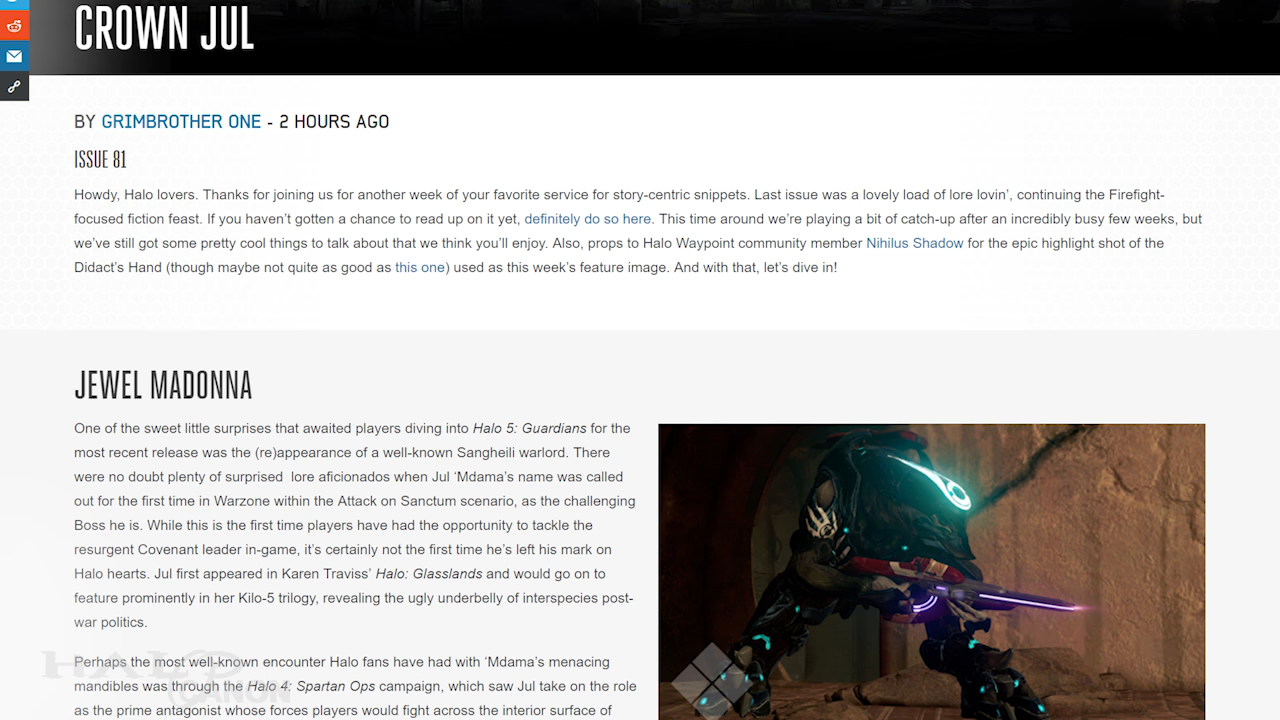 CROWN JUL
BY GRIMBROTHER ONE - 2 HOURS AGO
ISSUE 81
Howdy, Halo lovers. Thanks for joining us for another week of your favorite service for story-centric snippets. Last issue was a lovely load of lore lovin’, continuing the Firefight-
focused fiction feast. If you haven’t gotten a chance to read up on it yet, definitely do so here. This time around we’re playing a bit of catch-up after an incredibly busy few weeks, but
we’ve still got some pretty cool things to talk about that we think you’ll enjoy. Also, props to Halo Waypoint community member Nihilus Shadow for the epic highlight shot of the
Didact’s Hand (though maybe not quite as good as this one) used as this week’s feature image. And with that, let’s dive in!
JEWEL MADONNA
One of the sweet little surprises that awaited players diving into Halo 5: Guardians for the
most recent release was the (re)appearance of a well-known Sangheili warlord. There
were no doubt plenty of surprised  lore aficionados when Jul ‘Mdama’s name was called
out for the first time in Warzone within the Attack on Sanctum scenario, as the challenging
Boss he is. While this is the first time players have had the opportunity to tackle the
resurgent Covenant leader in-game, it’s certainly not the first time he’s left his mark on
Halo hearts. Jul first appeared in Karen Traviss’ Halo: Glasslands and would go on to
feature prominently in her Kilo-5 trilogy, revealing the ugly underbelly of interspecies post-
war politics.
Perhaps the most well-known encounter Halo fans have had with ‘Mdama’s menacing
mandibles was through the Halo 4: Spartan Ops campaign, which saw Jul take on the role
as the prime antagonist whose forces players would fight across the interior surface of
HALO
CANON